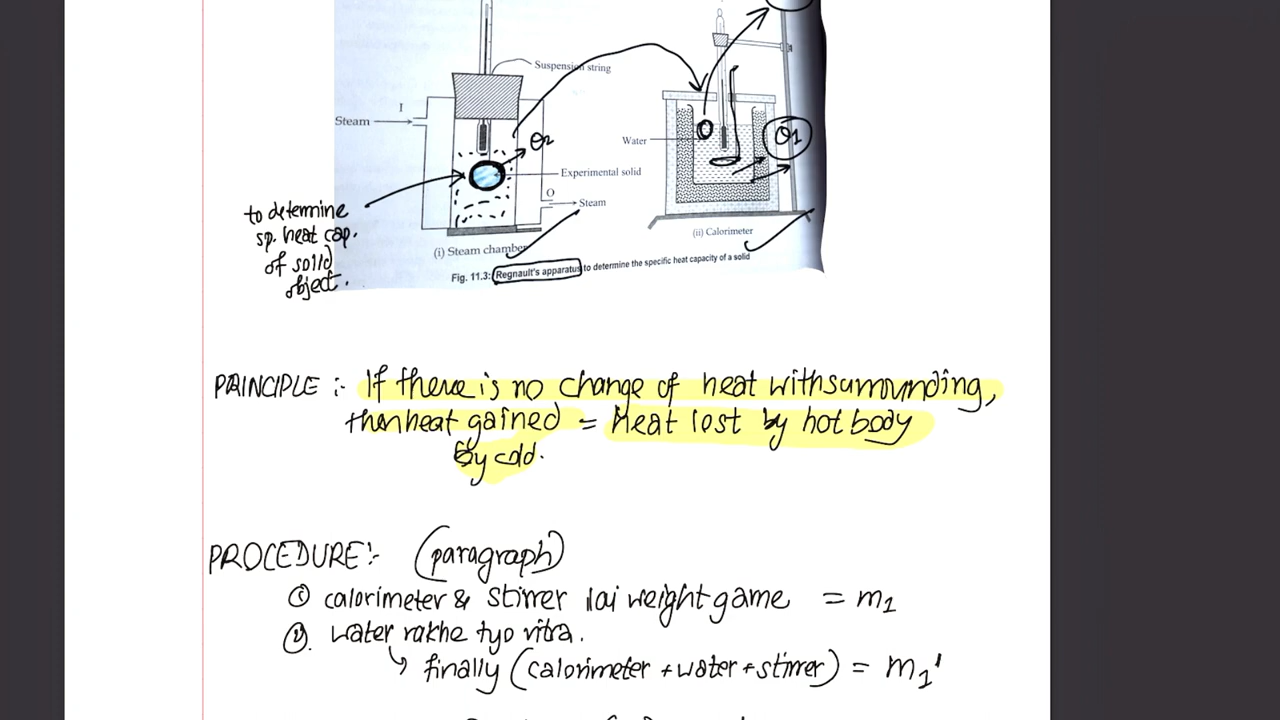 Suspension string
I
Steam
θ2
Water
θ1
Experimental solid
O
Steam
to determine
sp. heat cap.
of solid
object.
(i) Steam chamber
(ii) Calorimeter
Fig. 11.3: Regnault's apparatus to determine the specific heat capacity of a solid
PRINCIPLE :- If there is no change of heat with surrounding,
then heat gained = Heat lost by hot body
by cold.
PROCEDURE:- (paragraph)
① calorimeter & stirrer lai weight game = m1
②. water rakhe tyo vitra.
↳ finally (calorimeter + water + stirrer) = m1'